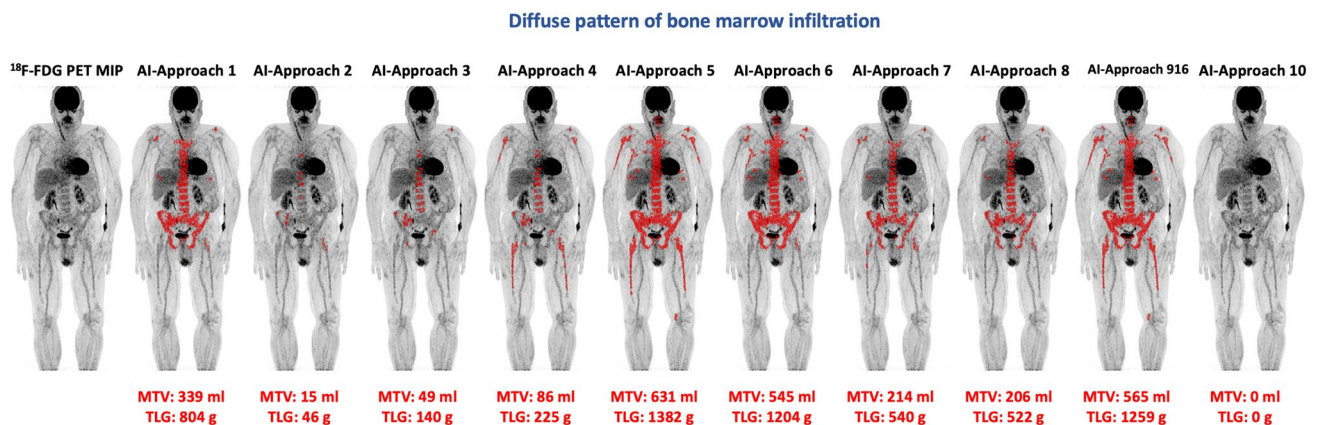 Diffuse pattern of bone marrow infiltration
18F-FDG PET MIP AI-Approach 1 AI-Approach 2 AI-Approach 3 AI-Approach 4 AI-Approach 5 AI-Approach 6 AI-Approach 7 AI-Approach 8 AI-Approach 916 AI-Approach 10
MTV: 339 ml MTV: 15 ml MTV: 49 ml MTV: 86 ml MTV: 631 ml MTV: 545 ml MTV: 214 ml MTV: 206 ml MTV: 565 ml MTV: 0 ml
TLG: 804 g TLG: 46 g TLG: 140 g TLG: 225 g TLG: 1382 g TLG: 1204 g TLG: 540 g TLG: 522 g TLG: 1259 g TLG: 0 g